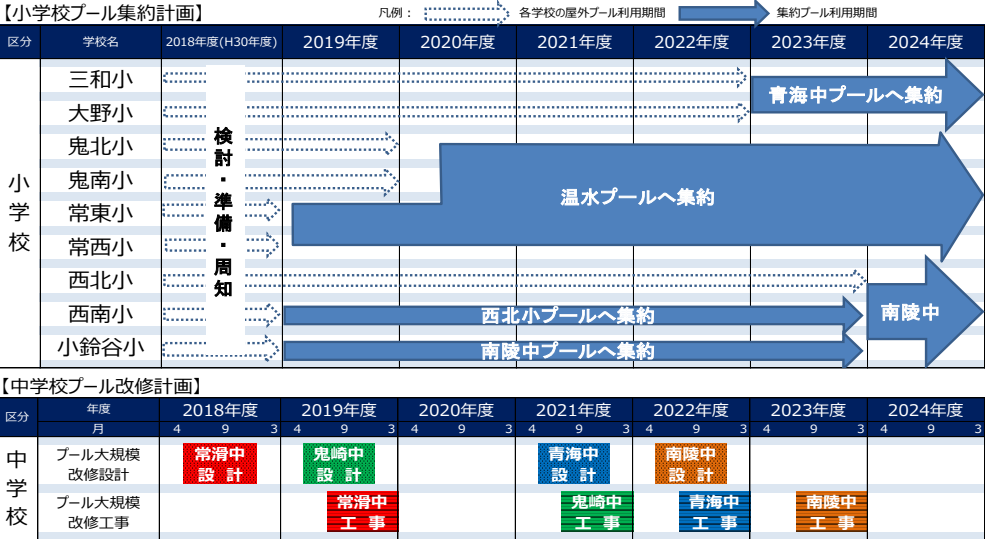 【小学校プール集約計画】
凡例： 各学校の屋外プール利用期間 集約プール利用期間
区分 学校名 2018年度(H30年度) 2019年度 2020年度 2021年度 2022年度 2023年度 2024年度
小学校
三和小
大野小
鬼北小
鬼南小
常東小
常西小
西北小
西南小
小鈴谷小
検討・準備・周知
青海中プールへ集約
温水プールへ集約
西北小プールへ集約
南陵中プールへ集約
南陵中
【中学校プール改修計画】
区分 年度 2018年度 2019年度 2020年度 2021年度 2022年度 2023年度 2024年度
月 4 9 3 4 9 3 4 9 3 4 9 3 4 9 3 4 9 3 4 9 3
中学校
プール大規模
改修設計
常滑中
設 計
鬼崎中
設 計
青海中
設 計
南陵中
設 計
プール大規模
改修工事
常滑中
工 事
鬼崎中
工 事
青海中
工 事
南陵中
工 事